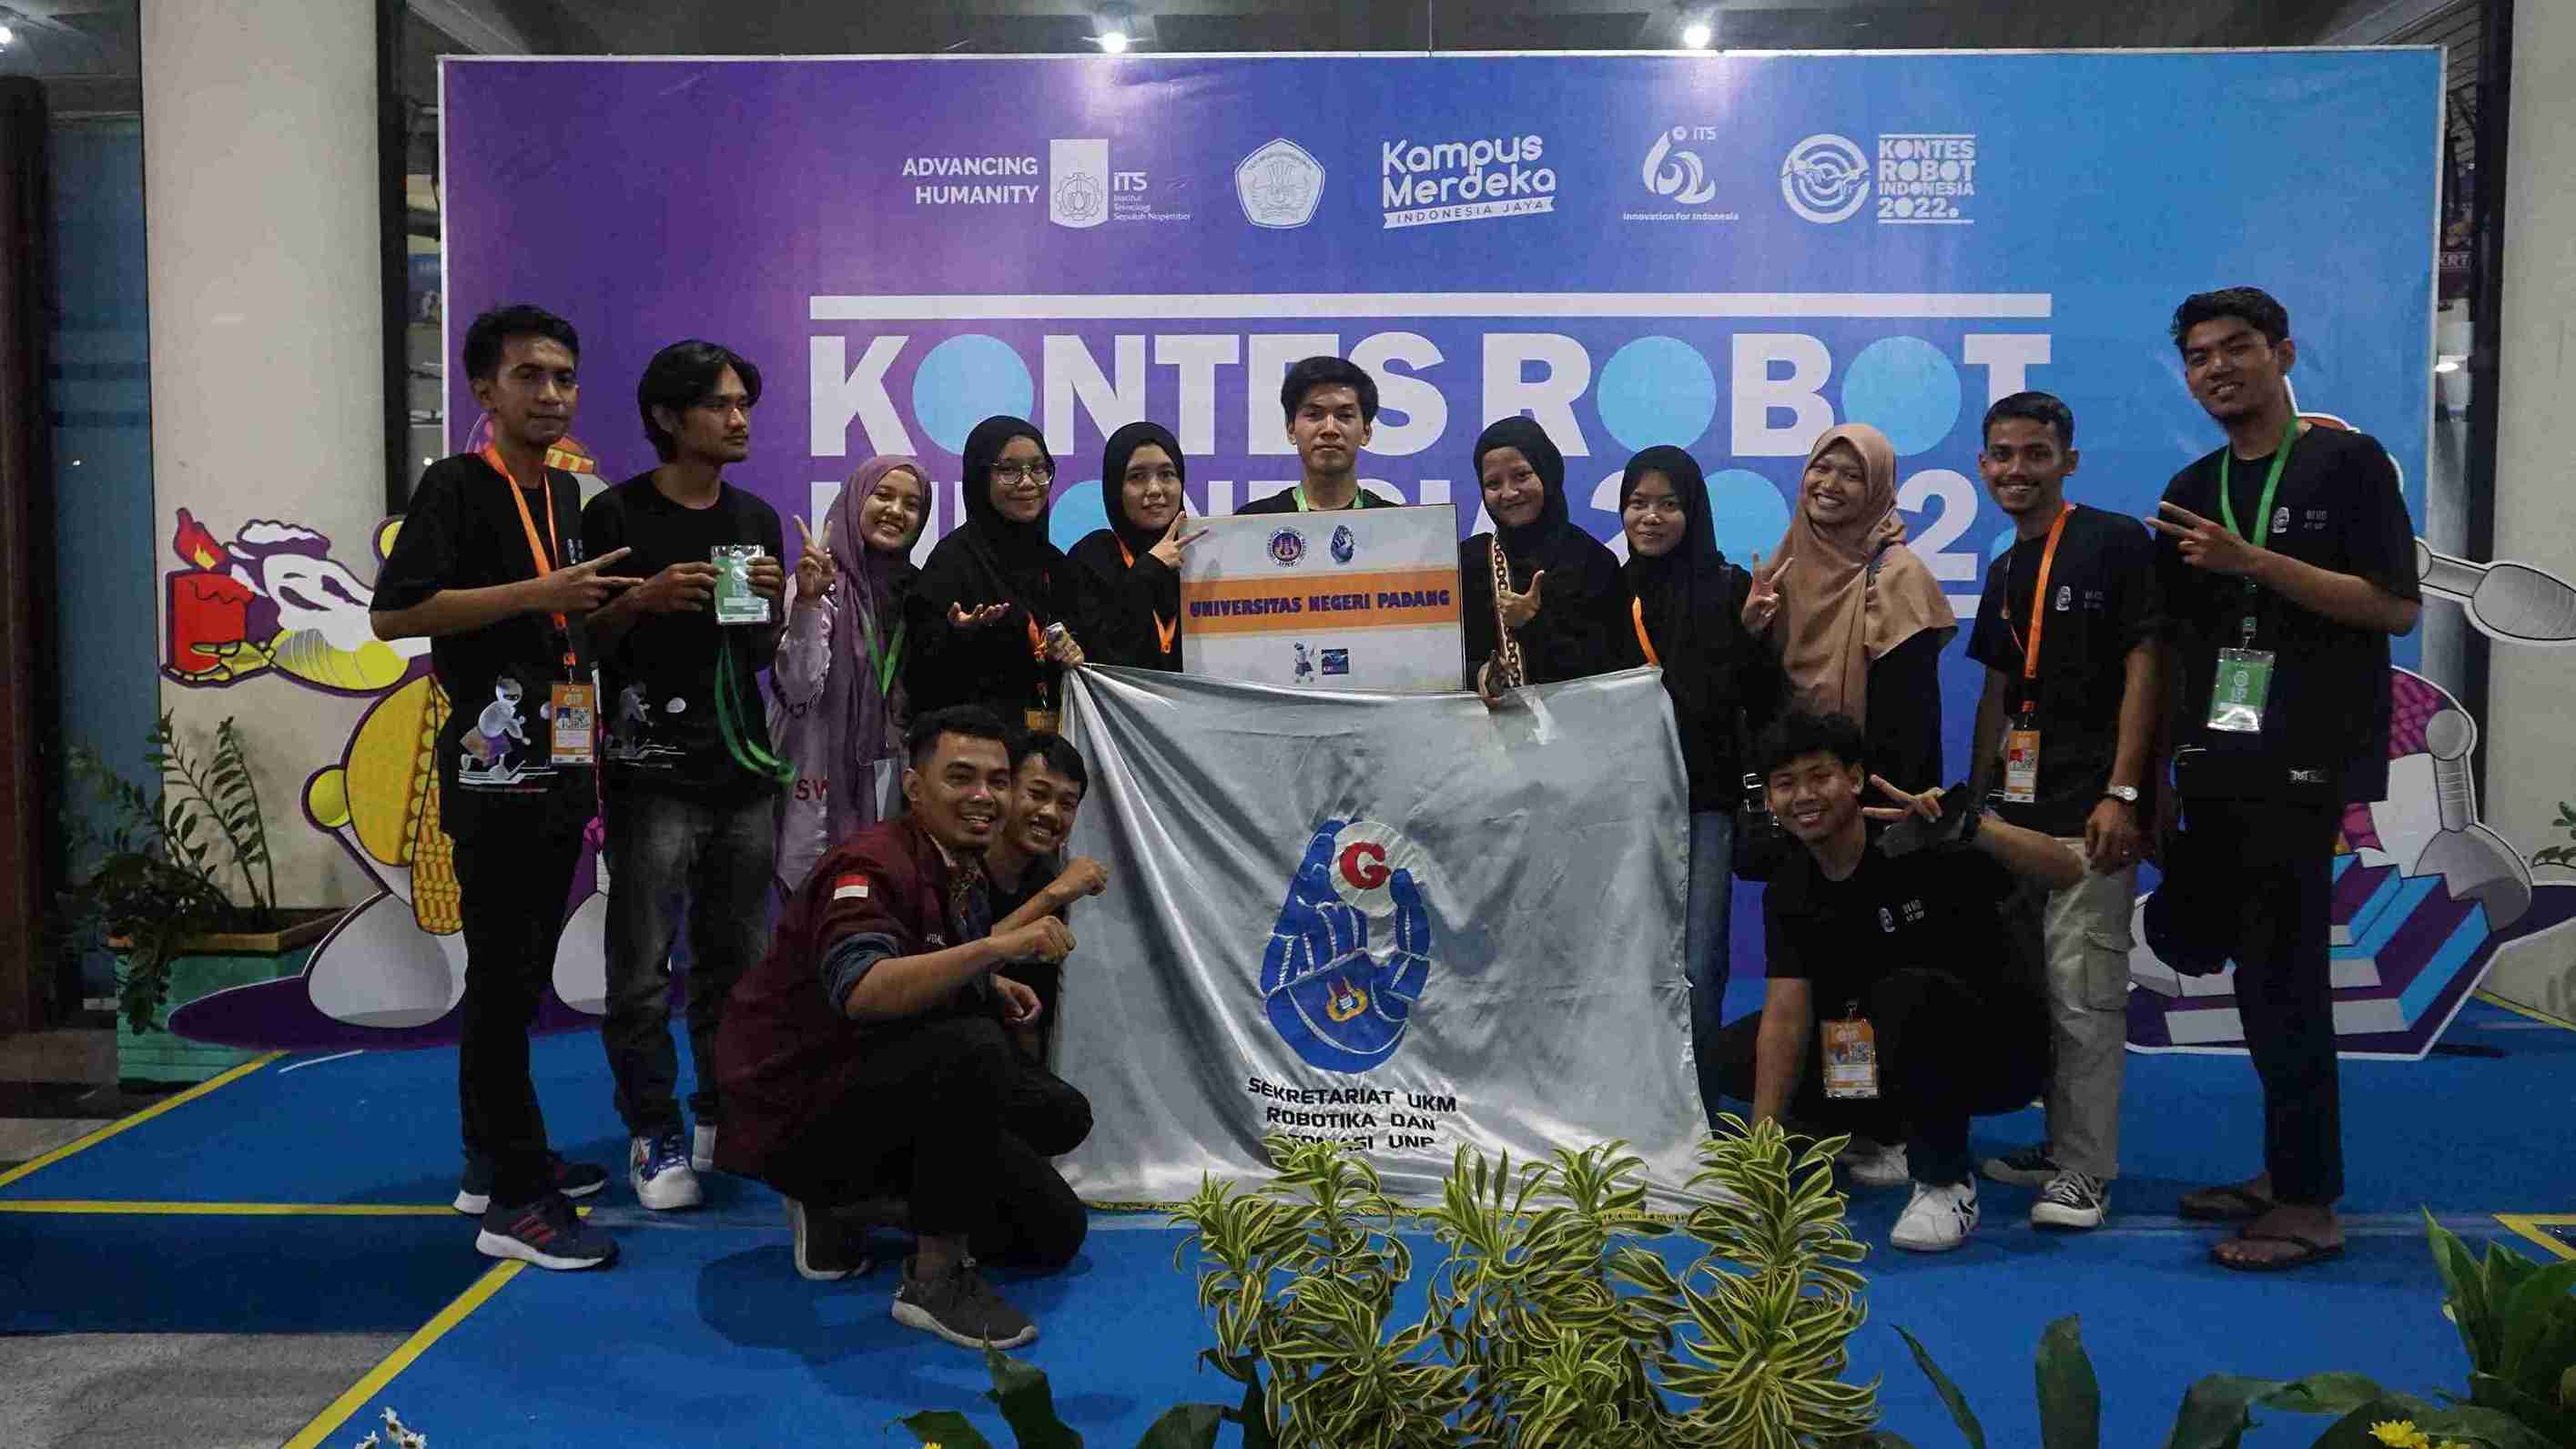 ADVANCING
HUMANITY
iTS
Institut
Teknologi
Sepuluh Nopember
Kampus
Merdeka
INDONESIA JAYA
iTS
Innovation For Indonesia
KONTES
ROBOT
INDONESIA
2022.
KONTES ROBOT
UNIVERSITAS NEGERI PADANG
G
SEKRETARIAT UKM
ROBOTIKA DAN
UNP